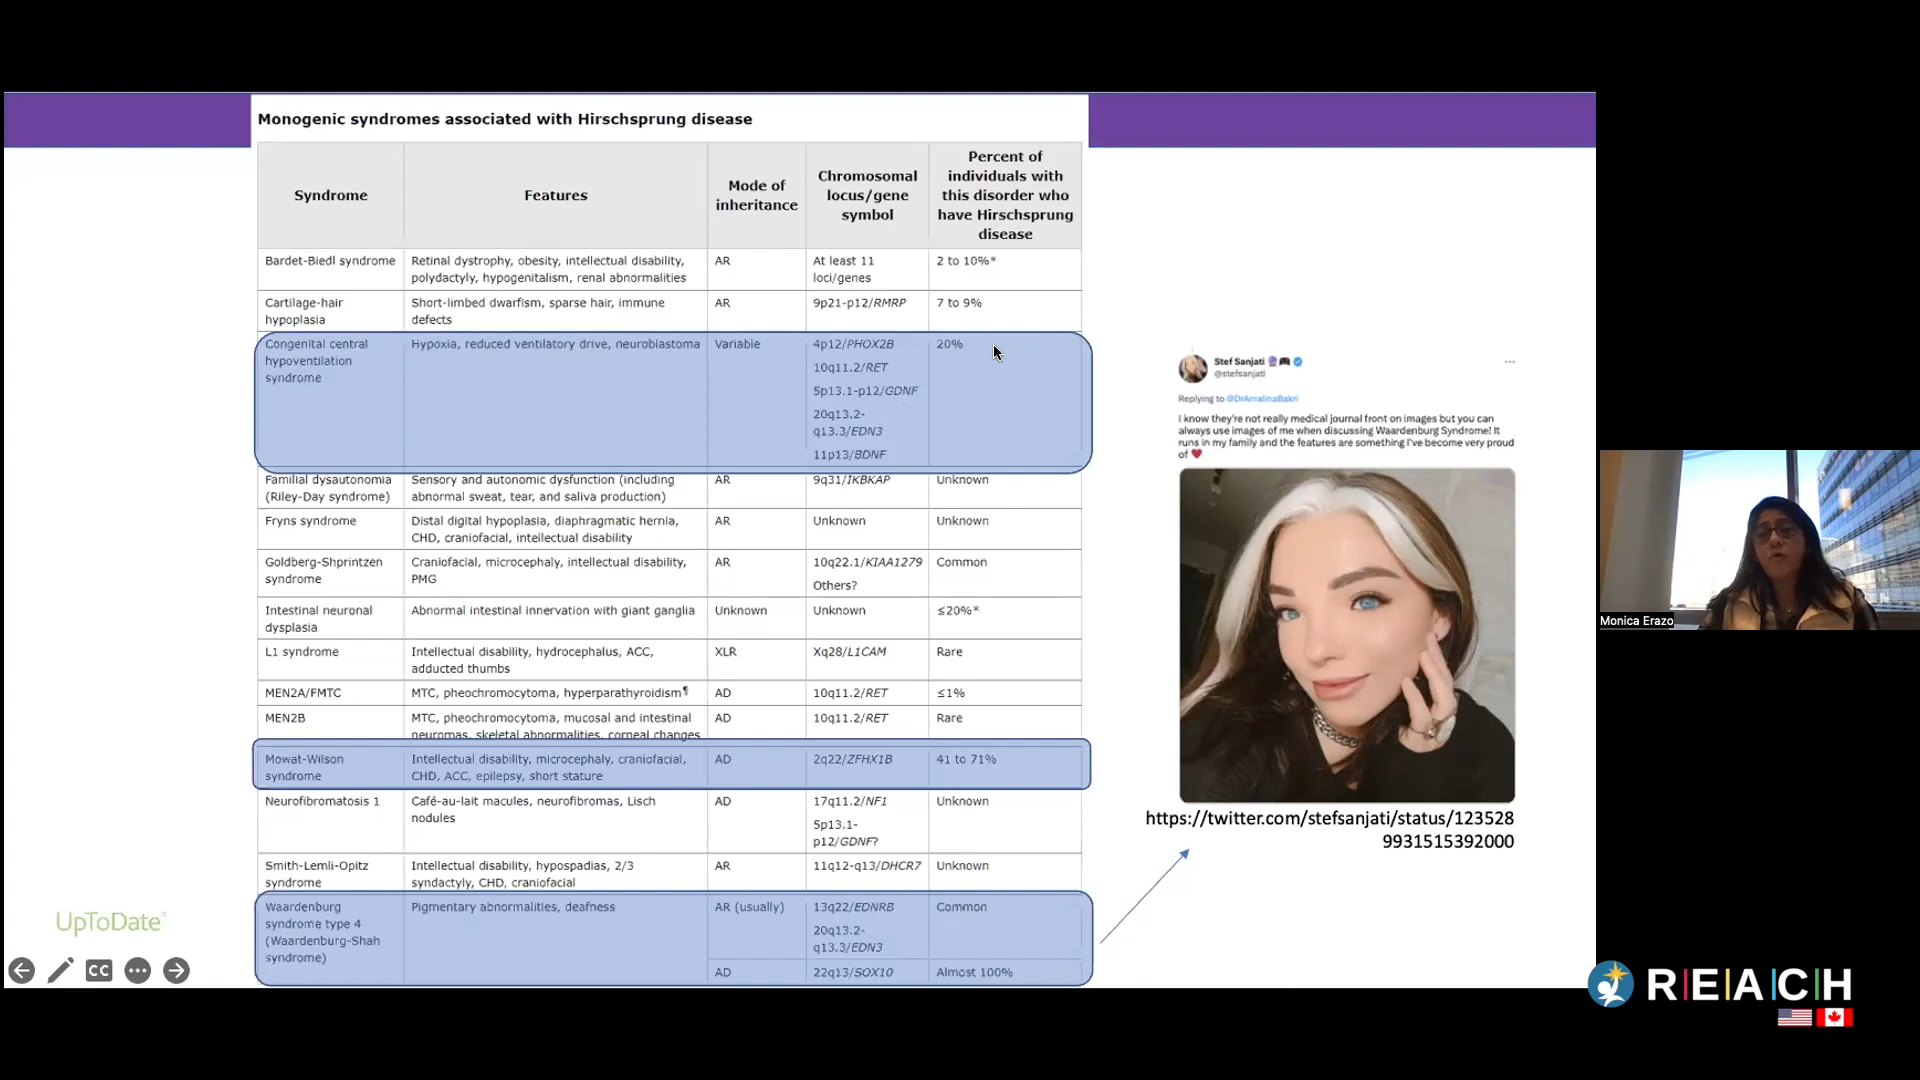 Monogenic syndromes associated with Hirschsprung disease
Syndrome
Features
Mode of
inheritance
Chromosomal
locus/gene
symbol
Percent of
individuals with
this disorder who
have Hirschsprung
disease
Bardet-Biedl syndrome
Retinal dystrophy, obesity, intellectual disability,
polydactyly, hypogenitalism, renal abnormalities
AR
At least 11
loci/genes
2 to 10%*
Cartilage-hair
hypoplasia
Short-limbed dwarfism, sparse hair, immune
defects
AR
9p21-p12/RMRP
7 to 9%
Congenital central
hypoventilation
syndrome
Hypoxia, reduced ventilatory drive, neuroblastoma
Variable
4p12/PHOX2B
10q11.2/RET
5p13.1-p12/GDNF
20q13.2-
q13.3/EDN3
11p13/BDNF
20%
Familial dysautonomia
(Riley-Day syndrome)
Sensory and autonomic dysfunction (including
abnormal sweat, tear, and saliva production)
AR
9q31/IKBKAP
Unknown
Fryns syndrome
Distal digital hypoplasia, diaphragmatic hernia,
CHD, craniofacial, intellectual disability
AR
Unknown
Unknown
Goldberg-Shprintzen
syndrome
Craniofacial, microcephaly, intellectual disability,
PMG
AR
10q22.1/KIAA1279
Others?
Common
Intestinal neuronal
dysplasia
Abnormal intestinal innervation with giant ganglia
Unknown
Unknown
≤20%*
L1 syndrome
Intellectual disability, hydrocephalus, ACC,
adducted thumbs
XLR
Xq28/L1CAM
Rare
MEN2A/FMTC
MTC, pheochromocytoma, hyperparathyroidism¶
AD
10q11.2/RET
≤1%
MEN2B
MTC, pheochromocytoma, mucosal and intestinal
neuromas, skeletal abnormalities, corneal changes
AD
10q11.2/RET
Rare
Mowat-Wilson
syndrome
Intellectual disability, microcephaly, craniofacial,
CHD, ACC, epilepsy, short stature
AD
2q22/ZFHX1B
41 to 71%
Neurofibromatosis 1
Café-au-lait macules, neurofibromas, Lisch
nodules
AD
17q11.2/NF1
5p13.1-
p12/GDNF?
Unknown
Smith-Lemli-Opitz
syndrome
Intellectual disability, hypospadias, 2/3
syndactyly, CHD, craniofacial
AR
11q12-q13/DHCR7
Unknown
Waardenburg
syndrome type 4
(Waardenburg-Shah
syndrome)
Pigmentary abnormalities, deafness
AR (usually)
13q22/EDNRB
20q13.2-
q13.3/EDN3
Common
AD
22q13/SOX10
Almost 100%
Stef Sanjati
@stefsanjati
Replying to @DrAmalinaBakri
I know they're not really medical journal front on images but you can
always use images of me when discussing Waardenburg Syndrome! It
runs in my family and the features are something I've become very proud
of
https://twitter.com/stefsanjati/status/123528
9931515392000
UpToDate
CC
Monica Erazo
REACH